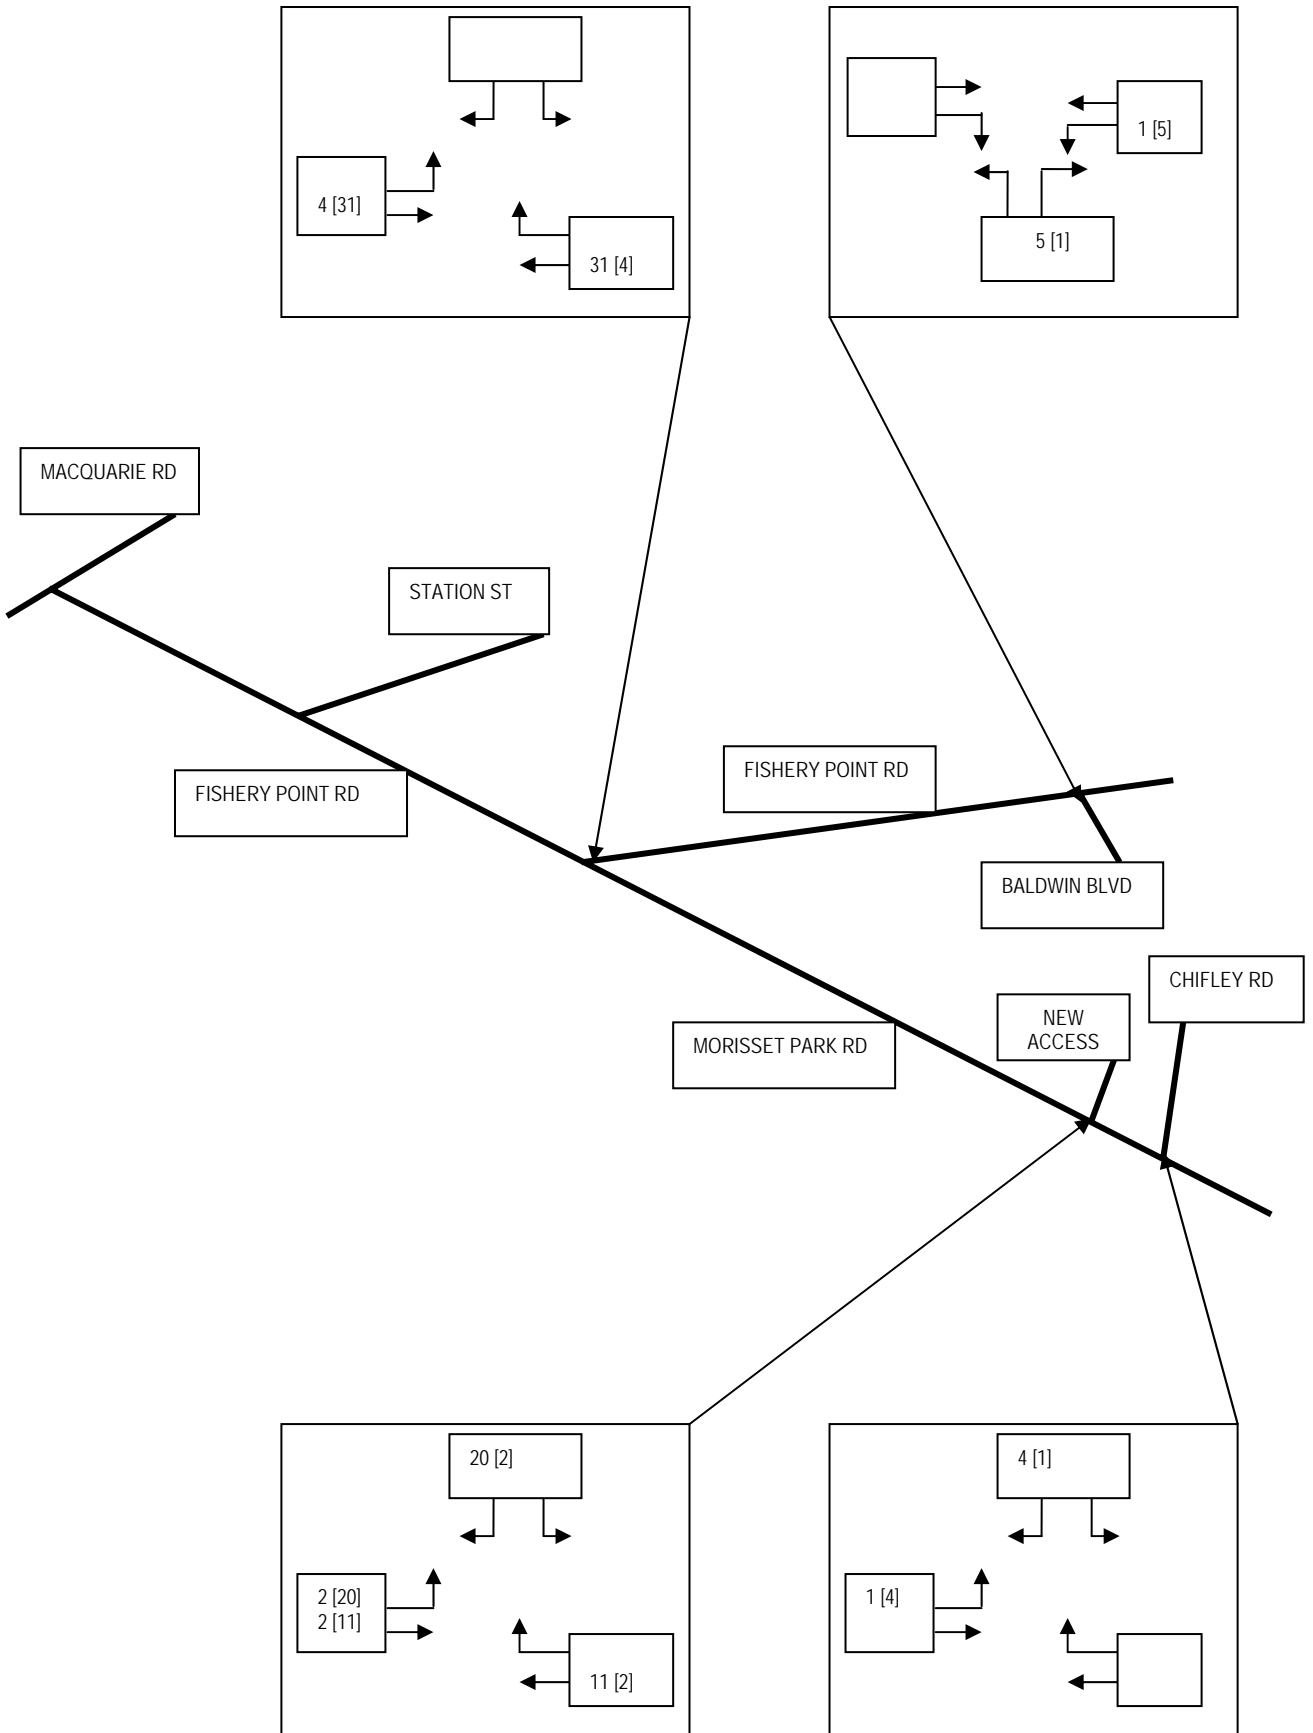 1 [5]
4 [31]
5 [1]
31 [4]
MACQUARIE RD
STATION ST
FISHERY POINT RD
FISHERY POINT RD
BALDWIN BLVD
CHIFLEY RD
NEW
ACCESS
MORISSET PARK RD
20 [2]
4 [1]
2 [20]
2 [11]
1 [4]
11 [2]